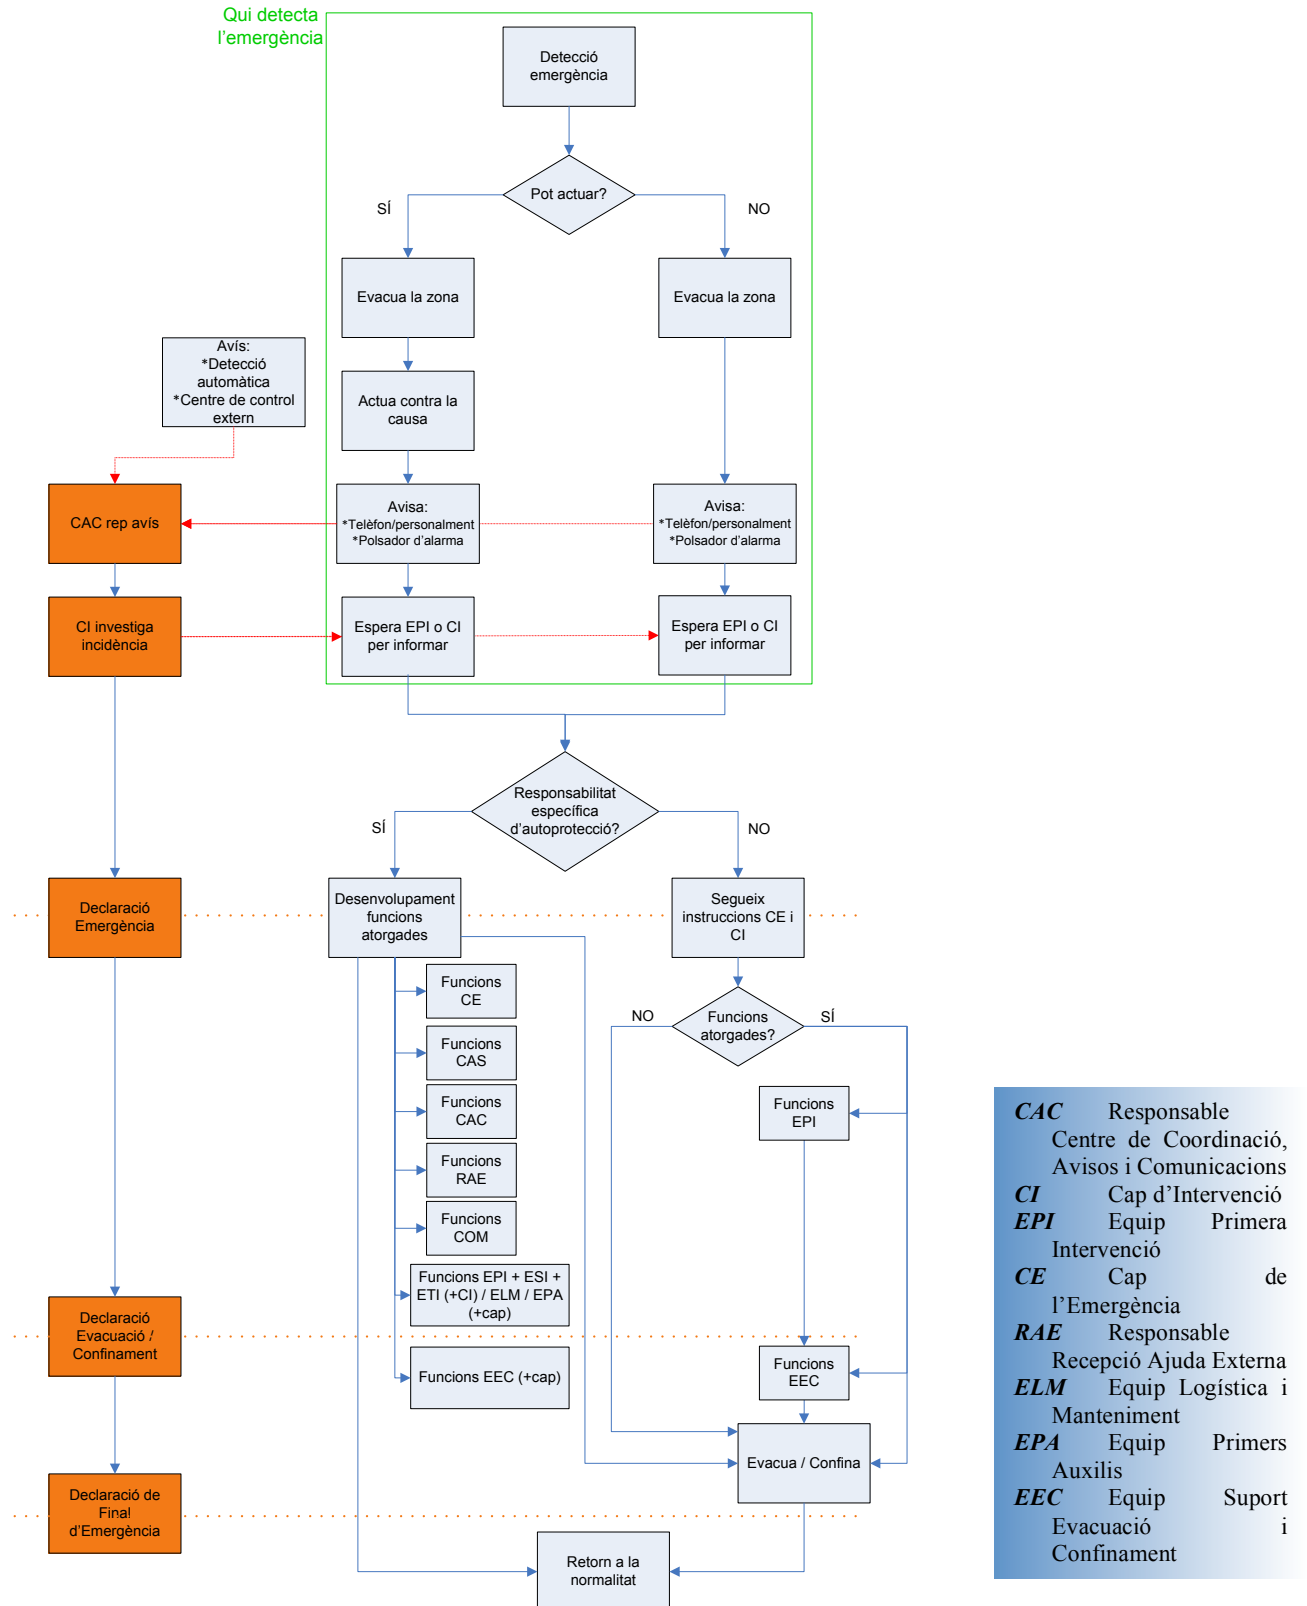 Qui detecta
l'emergència
Detecció
emergència
Pot actuar?
SÍ
NO
Evacua la zona
Evacua la zona
Avís:
*Detecció
automàtica
*Centre de control
extern
Actua contra la
causa
CAC rep avís
Avisa:
*Telèfon/personalment
*Polsador d'alarma
Avisa:
*Telèfon/personalment
*Polsador d'alarma
CI investiga
incidència
Espera EPI o CI
per informar
Espera EPI o CI
per informar
Responsabilitat
específica
d'autoprotecció?
SÍ
NO
Declaració
Emergència
Desenvolupament
funcions
atorgades
Segueix
instruccions CE i
CI
Funcions
CE
NO
Funcions
atorgades?
SÍ
Funcions
CAS
Funcions
CAC
Funcions
EPI
Funcions
RAE
Funcions
COM
Funcions EPI + ESI +
ETI (+CI) / ELM / EPA
(+cap)
Declaració
Evacuació /
Confinament
Funcions EEC (+cap)
Funcions
EEC
Evacua / Confina
Declaració de
Final
d'Emergència
Retorn a la
normalitat
CAC Responsable
Centre de Coordinació,
Avisos i Comunicacions
CI Cap d'Intervenció
EPI Equip Primera
Intervenció
CE Cap de
l'Emergència
RAE Responsable
Recepció Ajuda Externa
ELM Equip Logística i
Manteniment
EPA Equip Primers
Auxilis
EEC Equip Suport
Evacuació i
Confinament